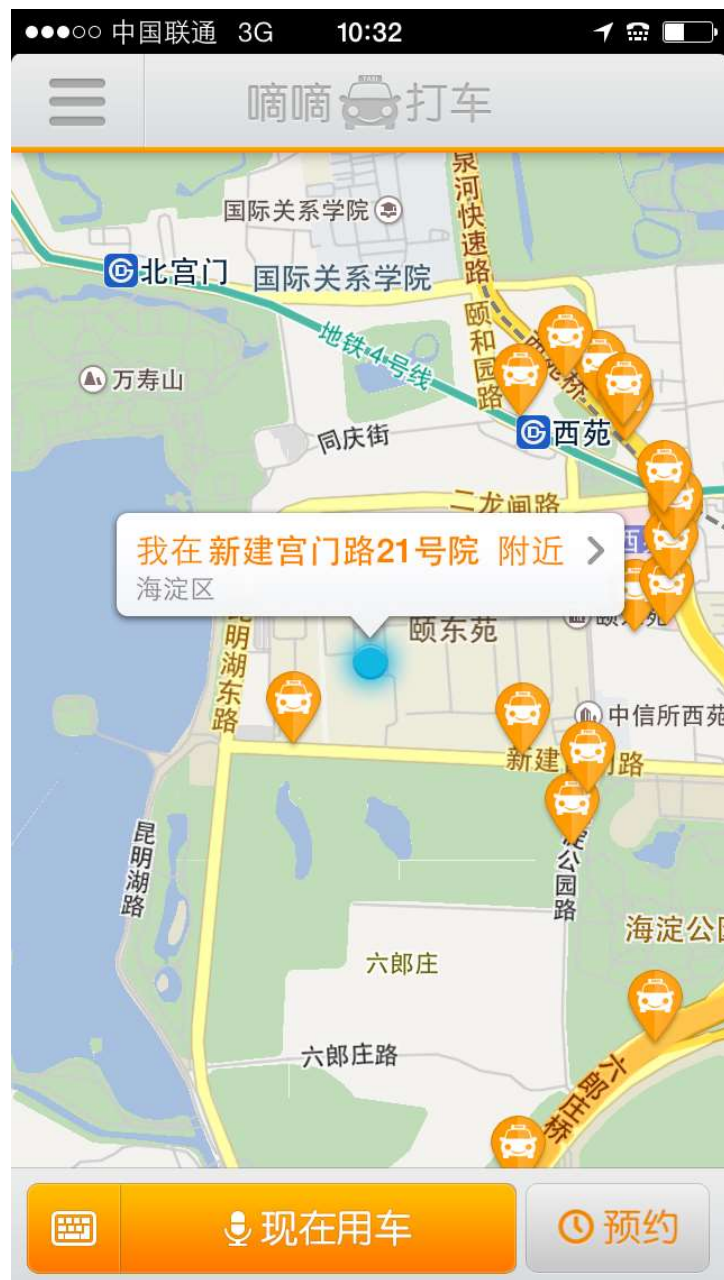 中国联通 3G 10:32
嘀嘀 TAXI 打车
泉河快速路
国际关系学院
北宫门
国际关系学院
颐和园路
地铁4号线
西苑桥
万寿山
同庆街
西苑
二龙闸路
我在 新建宫门路21号院 附近
海淀区
昆明湖东路
颐东苑
中信所西苑
新建
路
昆明湖路
公园路
海淀公
六郎庄
六郎庄路
六郎庄桥
现在用车
预约